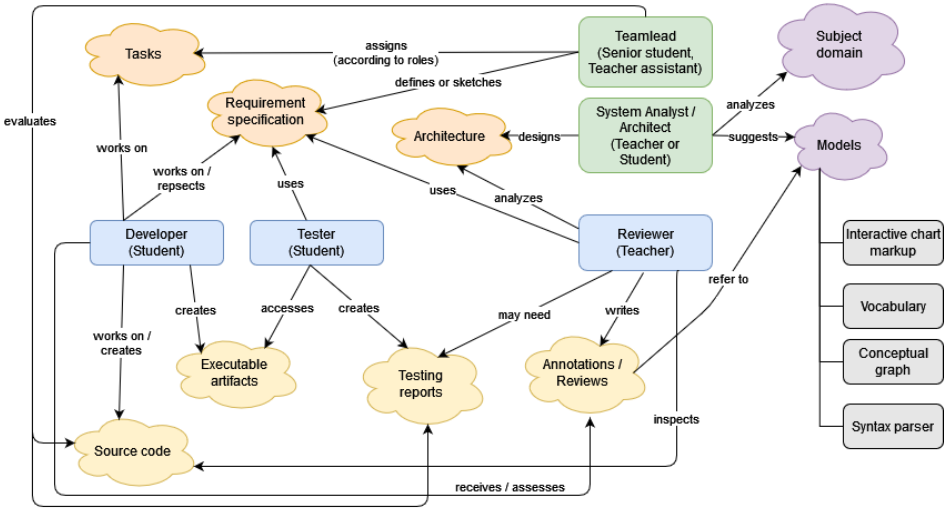 Tasks
assigns
(according to roles)
Teamlead
(Senior student,
Teacher assistant)
Subject
domain
evaluates
Requirement
specification
defines or sketches
Architecture
designs
System Analyst /
Architect
(Teacher or
Student)
analyzes
suggests
Models
works on
works on /
repsects
uses
uses
analyzes
Developer
(Student)
Tester
(Student)
Reviewer
(Teacher)
Interactive chart
markup
refer to
creates
accesses
creates
may need
writes
Vocabulary
works on /
creates
Executable
artifacts
Testing
reports
Annotations /
Reviews
Conceptual
graph
inspects
Syntax parser
Source code
receives / assesses